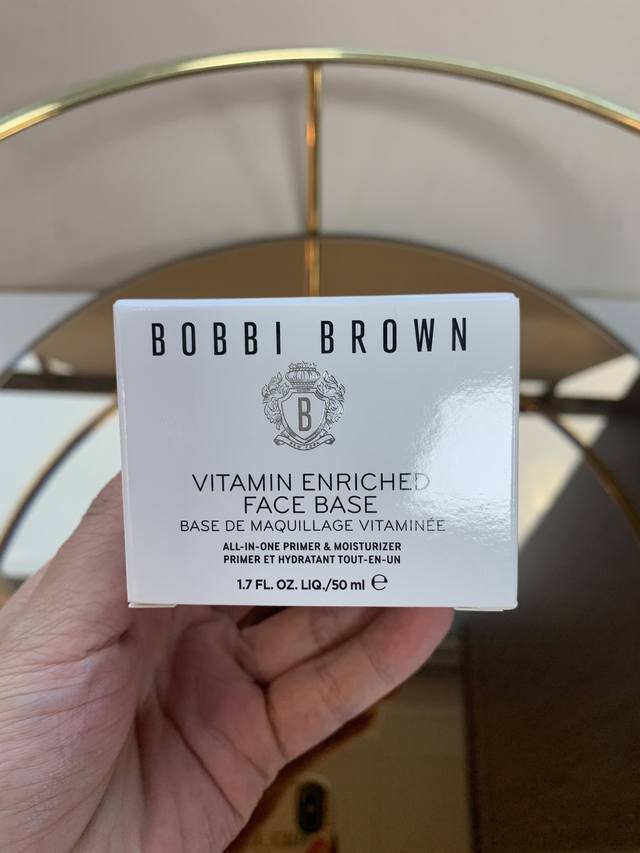 BOBBI BROWN
B
VITAMIN ENRICHED
FACE BASE
BASE DE MAQUILLAGE VITAMINÉE
ALL-IN-ONE PRIMER & MOISTURIZER
PRIMER ET HYDRATANT TOUT-EN-UN
1.7 FL. OZ. LIQ./50 ml ℮